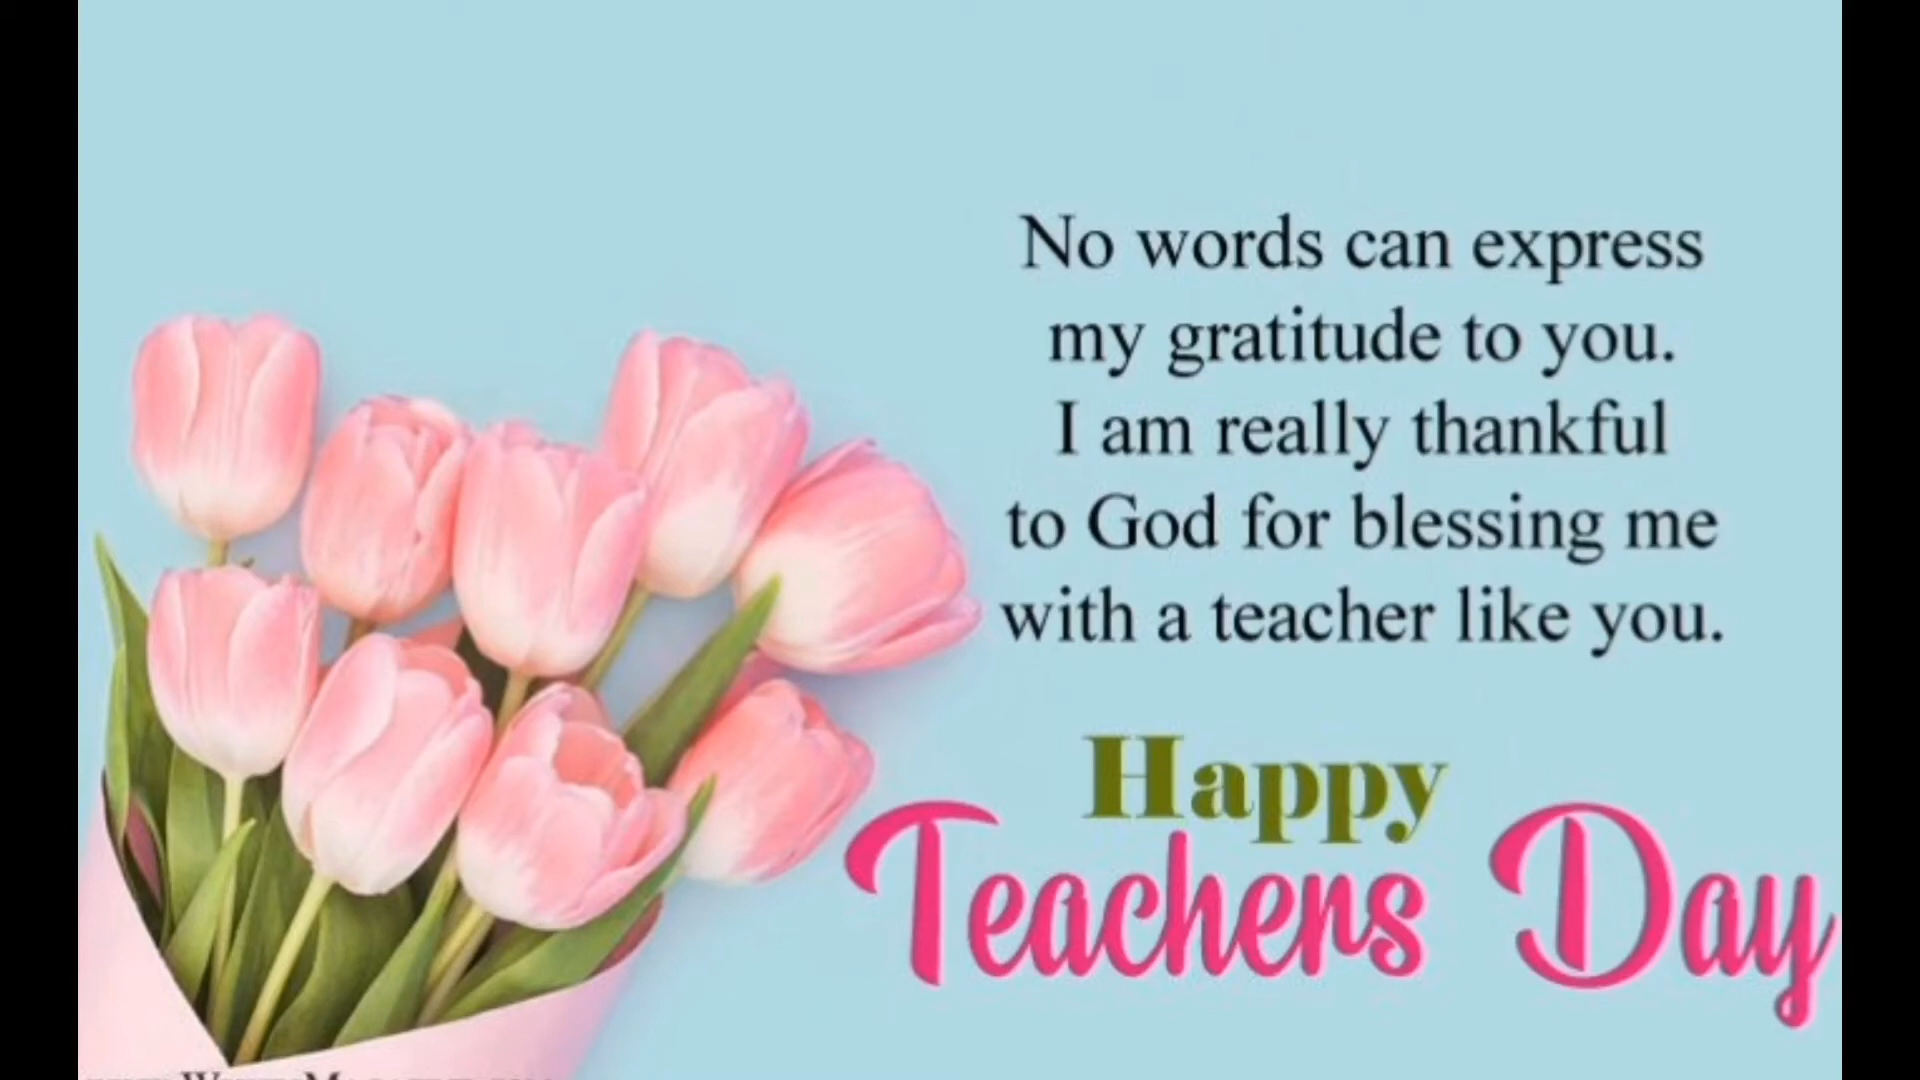 No words can express
my gratitude to you.
I am really thankful
to God for blessing me
with a teacher like you.
Happy
Teachers Day